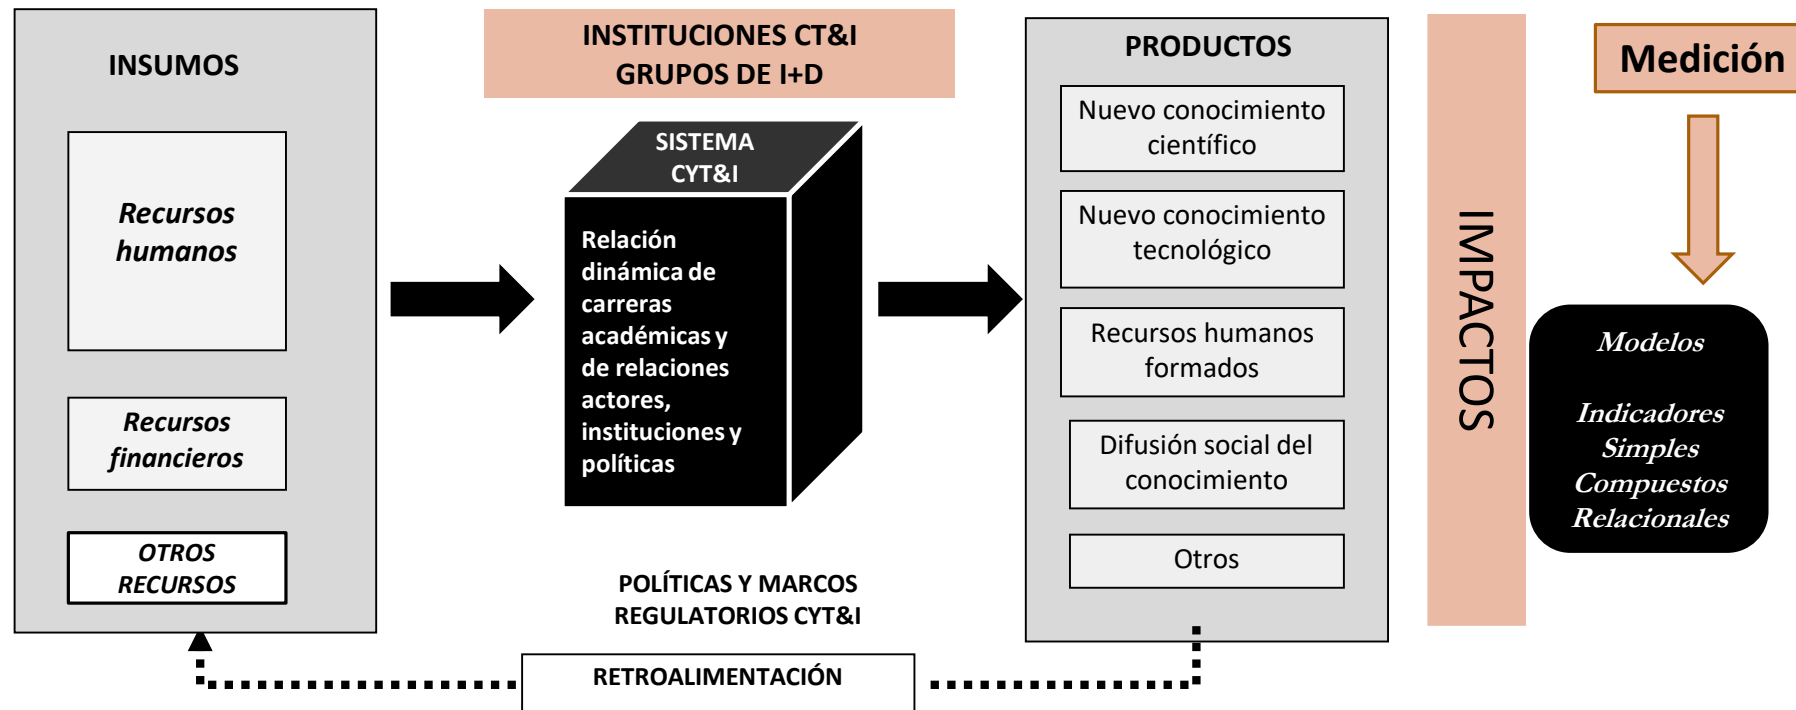 INSUMOS
Recursos
humanos
Recursos
financieros
OTROS
RECURSOS
INSTITUCIONES CT&I
GRUPOS DE I+D
SISTEMA
CYT&I
Relación
dinámica de
carreras
académicas y
de relaciones
actores,
instituciones y
políticas
POLÍTICAS Y MARCOS
REGULATORIOS CYT&I
RETROALIMENTACIÓN
PRODUCTOS
Nuevo conocimiento
científico
Nuevo conocimiento
tecnológico
Recursos humanos
formados
Difusión social del
conocimiento
Otros
IMPACTOS
Medición
Modelos
Indicadores
Simples
Compuestos
Relacionales